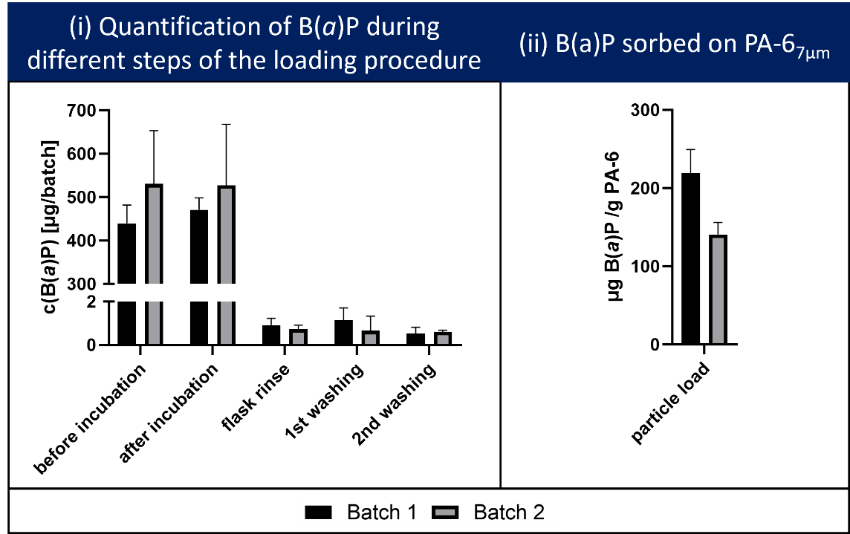 (i) Quantification of B(a)P during
different steps of the loading procedure
(ii) B(a)P sorbed on PA-67µm
c(B(a)P) [µg/batch]
700
600
500
400
300
2
0
before incubation
after incubation
flask rinse
1st washing
2nd washing
µg B(a)P /g PA-6
300
200
100
0
particle load
Batch 1
Batch 2